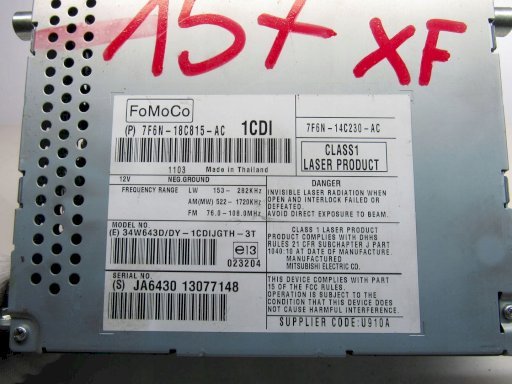 157 XF
FoMoCo
(P) 7F6N-18C815-AC 1CDI
7F6N-14C230-AC
CLASS1
LASER PRODUCT
1103 Made in Thailand
12V NEG.GROUND
FREQUENCY RANGE LW 153- 282KHz
AM(MW) 522- 1720KHz
FM 76.0-108.0MHz
DANGER
INVISIBLE LASER RADIATION WHEN
OPEN AND INTERLOCK FAILED OR
DEFEATED.
AVOID DIRECT EXPOSURE TO BEAM.
MODEL NO
(E) 34W643D/DY-1CDIJGTH-3T
e13
023204
CLASS 1 LASER PRODUCT
PRODUCT COMPLIES WITH DHHS
RULES 21 CFR SUBCHAPTER J PART
1040:10 AT DATE OF MANUFACTURE.
MANUFACTURED
MITSUBISHI ELECTRIC CO.
SERIAL NO.
(S) JA6430 13077148
THIS DEVICE COMPLIES WITH PART
15 OF THE FCC RULES.
OPERATION IS SUBJECT TO THE
CONDITION THAT THIS DEVICE DOES
NOT CAUSE HARMFUL INTERFERENCE
SUPPLIER CODE:U910A